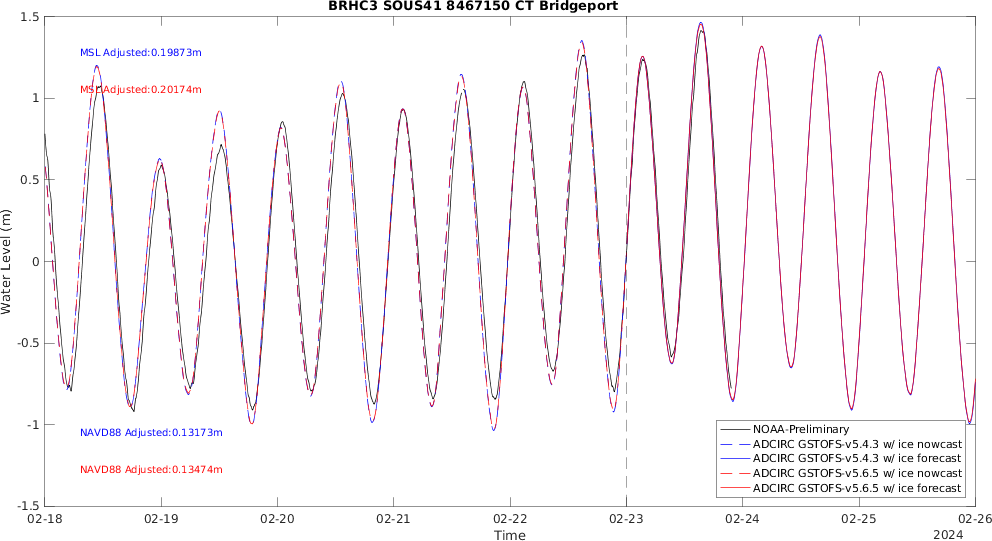 BRHC3 SOUS41 8467150 CT Bridgeport
1.5
1
0.5
0
-0.5
-1
-1.5
Water Level (m)
MSL Adjusted:0.19873m
MSL Adjusted:0.20174m
NAVD88 Adjusted:0.13173m
NAVD88 Adjusted:0.13474m
NOAA-Preliminary
ADCIRC GSTOFS-v5.4.3 w/ ice nowcast
ADCIRC GSTOFS-v5.4.3 w/ ice forecast
ADCIRC GSTOFS-v5.6.5 w/ ice nowcast
ADCIRC GSTOFS-v5.6.5 w/ ice forecast
02-18 02-19 02-20 02-21 02-22 02-23 02-24 02-25 02-26
Time
2024